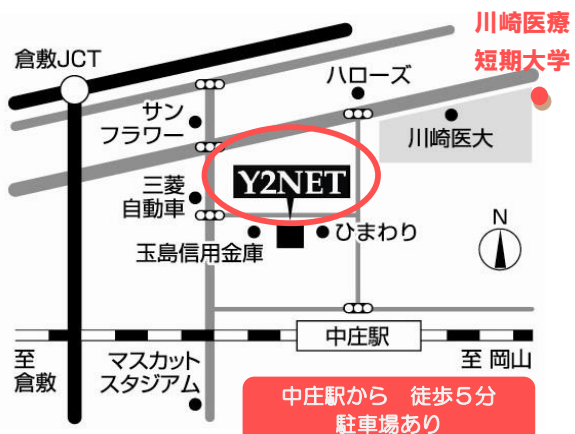 川崎医療
短期大学
倉敷JCT
ハローズ
サン
フラワー
川崎医大
三菱
自動車
Y2NET
N
玉島信用金庫
ひまわり
中庄駅
至
倉敷
マスカット
スタジアム
至 岡山
中庄駅から 徒歩５分
駐車場あり